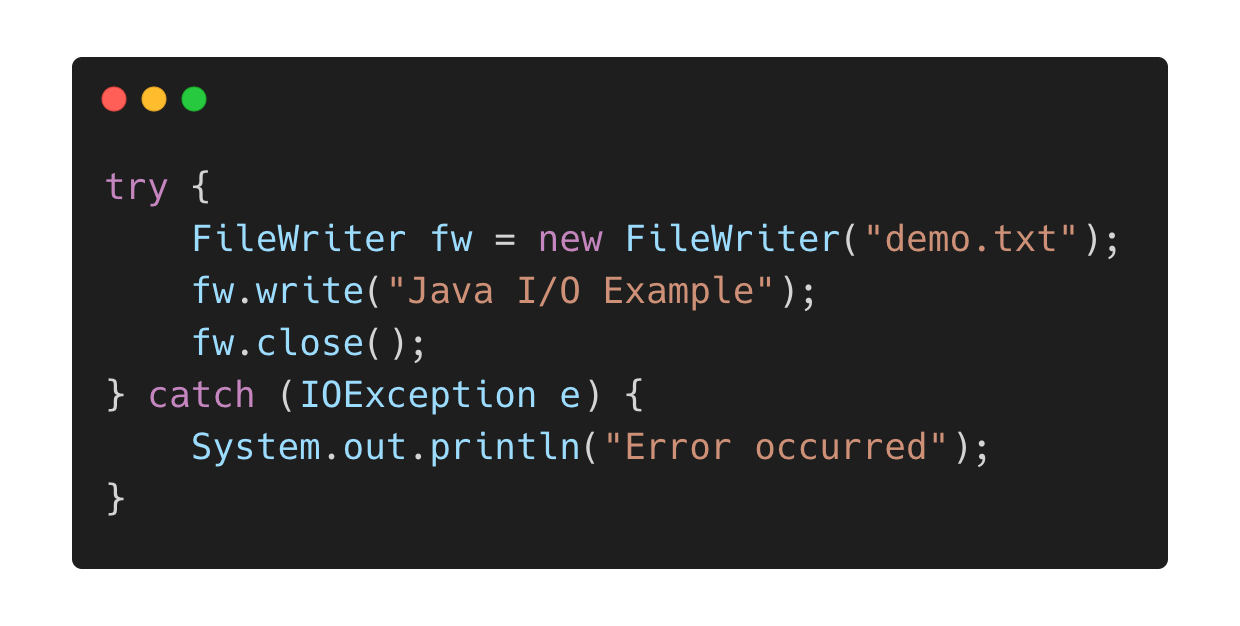 try {
    FileWriter fw = new FileWriter("demo.txt");
    fw.write("Java I/O Example");
    fw.close();
} catch (IOException e) {
    System.out.println("Error occurred");
}